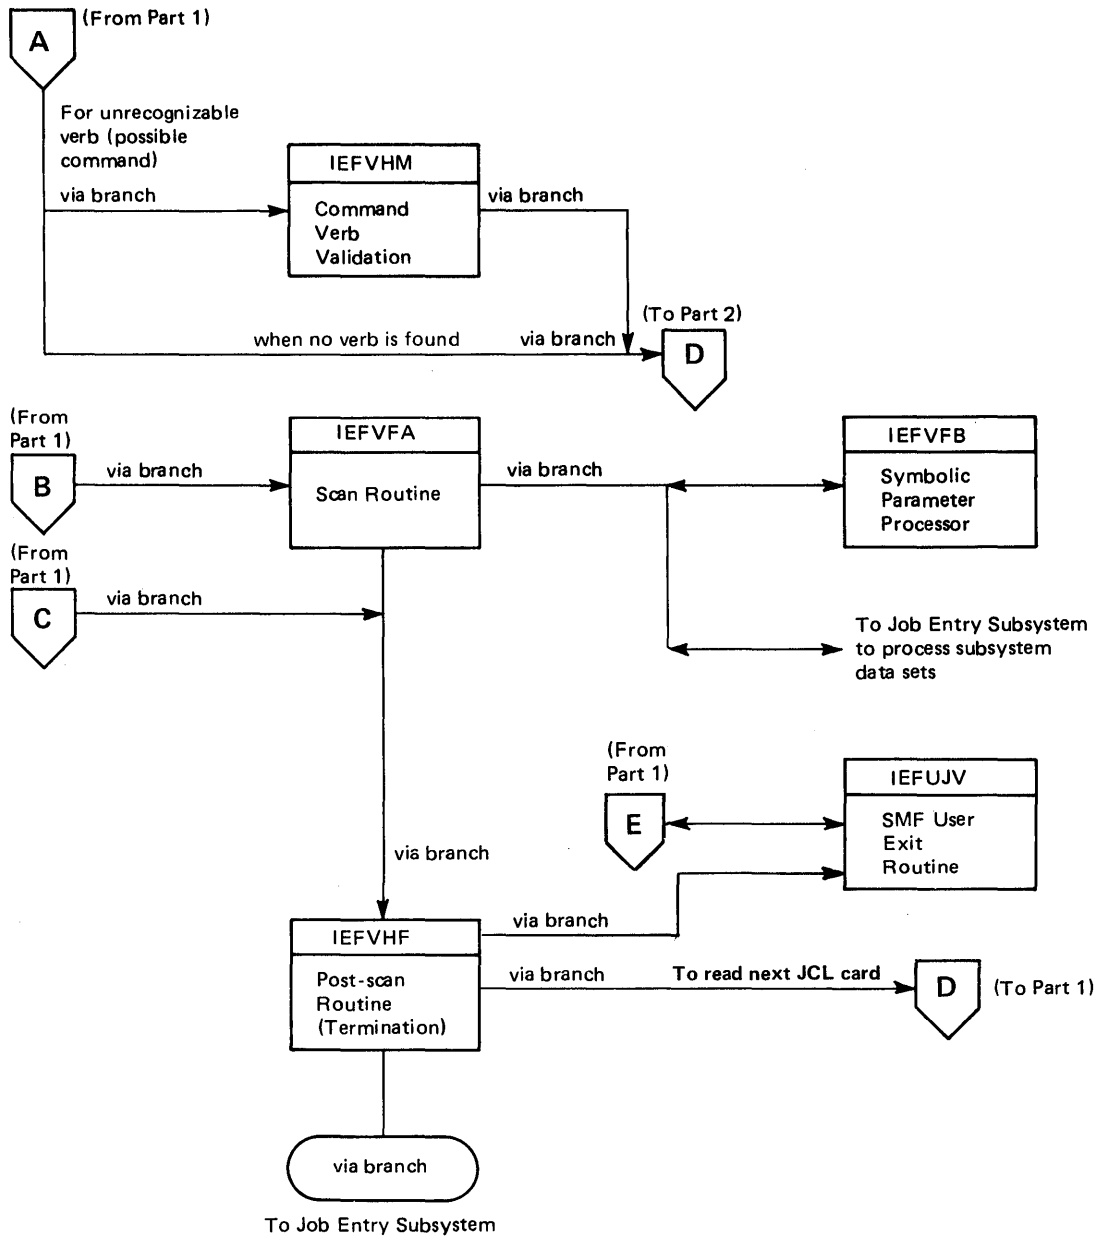 (From Part 1)
A
For unrecognizable
verb (possible
command)
via branch
IEFVHM
Command
Verb
Validation
via branch
(To Part 2)
when no verb is found
via branch
D
(From
Part 1)
B
via branch
IEFVFA
Scan Routine
via branch
IEFVFB
Symbolic
Parameter
Processor
(From
Part 1)
C
via branch
To Job Entry Subsystem
to process subsystem
data sets
(From
Part 1)
E
IEFUJV
SMF User
Exit
Routine
via branch
IEFVHF
Post-scan
Routine
(Termination)
via branch
via branch
To read next JCL card
D
(To Part 1)
via branch
To Job Entry Subsystem